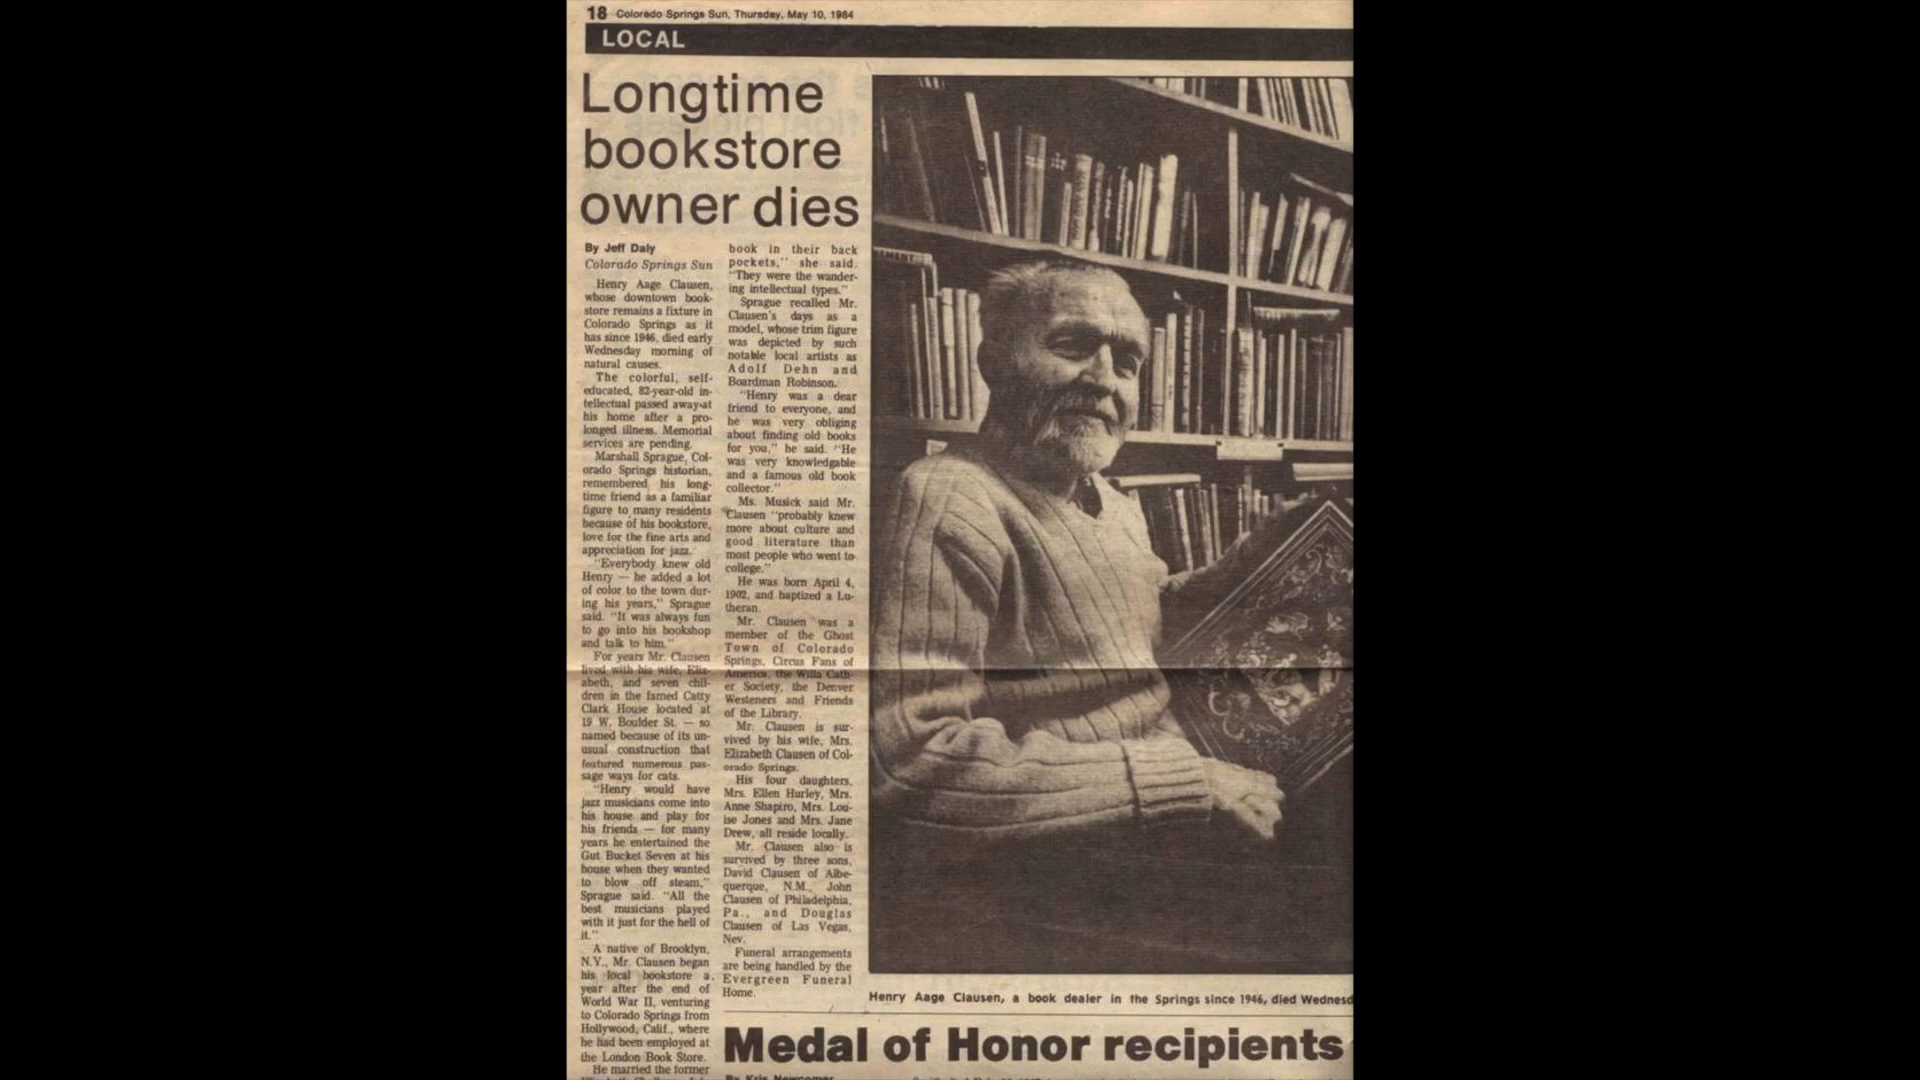 18 Colorado Springs Sun, Thursday, May 10, 1984
LOCAL
Longtime
bookstore
owner dies
By Jeff Daly
Colorado Springs Sun
Henry Aage Clausen,
whose downtown book-
store remains a fixture in
Colorado Springs as it
has since 1946, died early
Wednesday morning of
natural causes.
The colorful, self-
educated, 82-year-old in-
tellectual passed away at
his home after a pro-
longed illness. Memorial
services are pending.
Marshall Sprague, Col-
orado Springs historian,
remembered his long-
time friend as a familiar
figure to many residents
because of his bookstore,
love for the fine arts and
appreciation for jazz.
"Everybody knew old
Henry — he added a lot
of color to the town dur-
ing his years," Sprague
said. "It was always fun
to go into his bookshop
and talk to him."
For years Mr. Clausen
lived with his wife, Eliz-
abeth, and seven chil-
dren in the famed Catty
Clark House located at
19 W. Boulder St. — so
named because of its un-
usual construction that
featured numerous pas-
sage ways for cats.
"Henry would have
jazz musicians come into
his house and play for
his friends — for many
years he entertained the
Gut Bucket Seven at his
house when they wanted
to blow off steam,"
Sprague said. "All the
best musicians played
with it just for the hell of
it."
A native of Brooklyn,
N.Y., Mr. Clausen began
his local bookstore a
year after the end of
World War II, venturing
to Colorado Springs from
Hollywood, Calif., where
he had been employed at
the London Book Store.
He married the former
book in their back
pockets," she said.
"They were the wander-
ing intellectual types."
Sprague recalled Mr.
Clausen's days as a
model, whose trim figure
was depicted by such
notable local artists as
Adolf Dehn and
Boardman Robinson.
"Henry was a dear
friend to everyone, and
he was very obliging
about finding old books
for you," he said. "He
was very knowledgable
and a famous old book
collector."
Ms. Musick said Mr.
Clausen "probably knew
more about culture and
good literature than
most people who went to
college."
He was born April 4,
1902, and baptized a Lu-
theran.
Mr. Clausen was a
member of the Ghost
Town of Colorado
Springs, Circus Fans of
America, the Willa Cath-
er Society, the Denver
Westeners and Friends
of the Library.
Mr. Clausen is sur-
vived by his wife, Mrs.
Elizabeth Clausen of Col-
orado Springs.
His four daughters,
Mrs. Ellen Hurley, Mrs.
Anne Shapiro, Mrs. Lou-
ise Jones and Mrs. Jane
Drew, all reside locally.
Mr. Clausen also is
survived by three sons,
David Clausen of Albe-
querque, N.M., John
Clausen of Philadelphia,
Pa., and Douglas
Clausen of Las Vegas,
Nev.
Funeral arrangements
are being handled by the
Evergreen Funeral
Home.
Henry Aage Clausen, a book dealer in the Springs since 1946, died Wednesd
Medal of Honor recipients
By Kris Newcomer